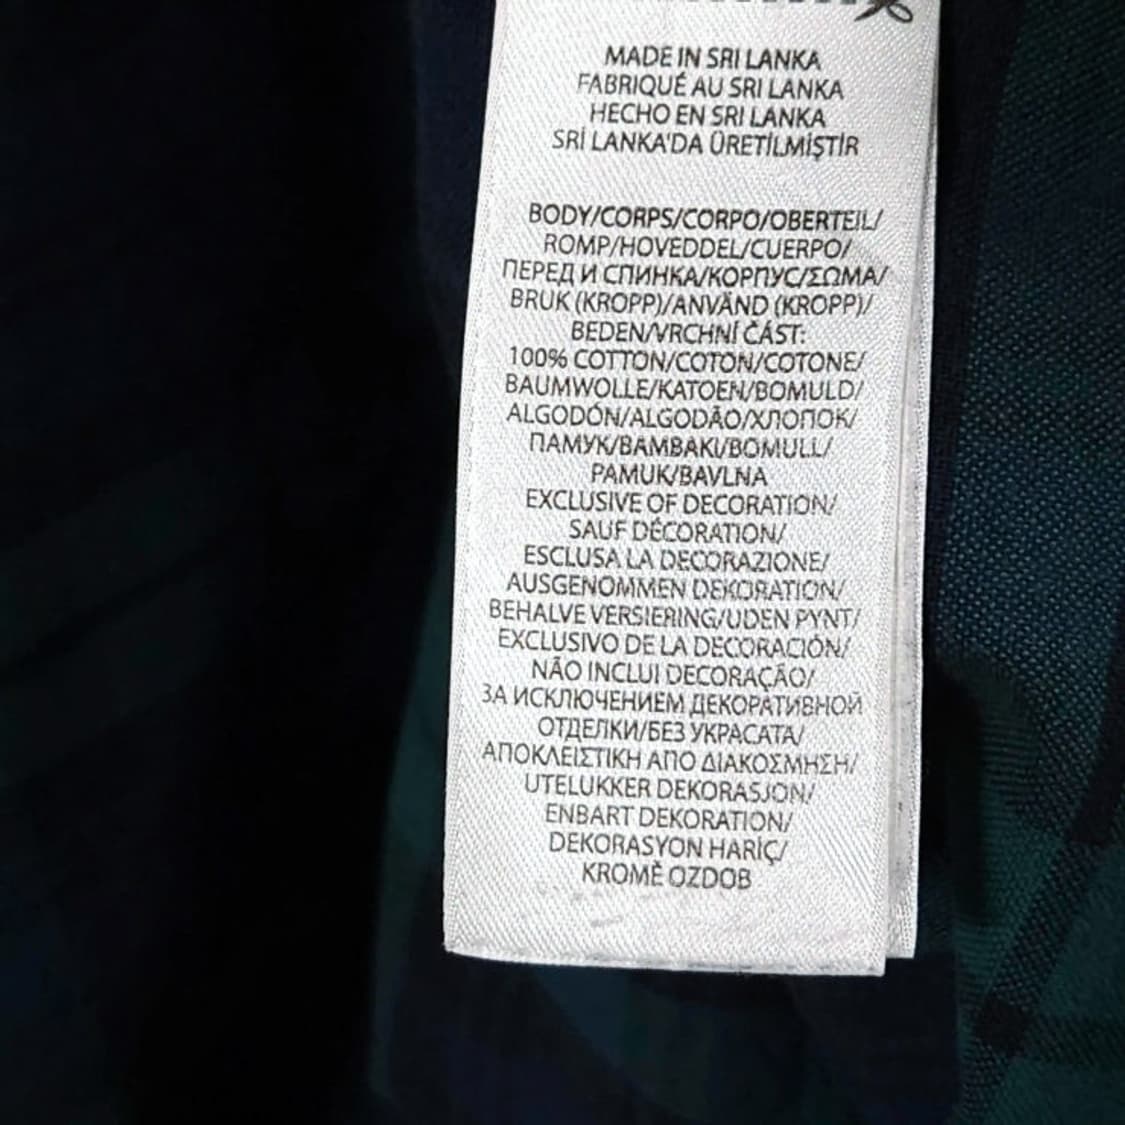 MADE IN SRI LANKA
FABRIQUÉ AU SRI LANKA
HECHO EN SRI LANKA
SRİ LANKA'DA ÜRETİLMİŞTİR
BODY/CORPS/CORPO/OBERTEIL/
ROMP/HOVEDDEL/CUERPO/
ПЕРЕД И СПИНКА/КОРПУС/ΣΩΜΑ/
BRUK (KROPP)/ANVÄND (KROPP)/
BEDEN/VRCHNÍ ČÁST:
100% COTTON/COTON/COTONE/
BAUMWOLLE/KATOEN/BOMULD/
ALGODÓN/ALGODÃO/ХЛОПОК/
ПАМУК/ΒΑΜΒΑΚΙ/BOMULL/
PAMUK/BAVLNA
EXCLUSIVE OF DECORATION/
SAUF DÉCORATION/
ESCLUSA LA DECORAZIONE/
AUSGENOMMEN DEKORATION/
BEHALVE VERSIERING/UDEN PYNT/
EXCLUSIVO DE LA DECORACIÓN/
NÃO INCLUI DECORAÇÃO/
ЗА ИСКЛЮЧЕНИЕМ ДЕКОРАТИВНОЙ
ОТДЕЛКИ/БЕЗ УКРАСАТА/
ΑΠΟΚΛΕΙΣΤΙΚΗ ΑΠΟ ΔΙΑΚΟΣΜΗΣΗ/
UTELUKKER DEKORASJON/
ENBART DEKORATION/
DEKORASYON HARİÇ/
KROMĚ OZDOB